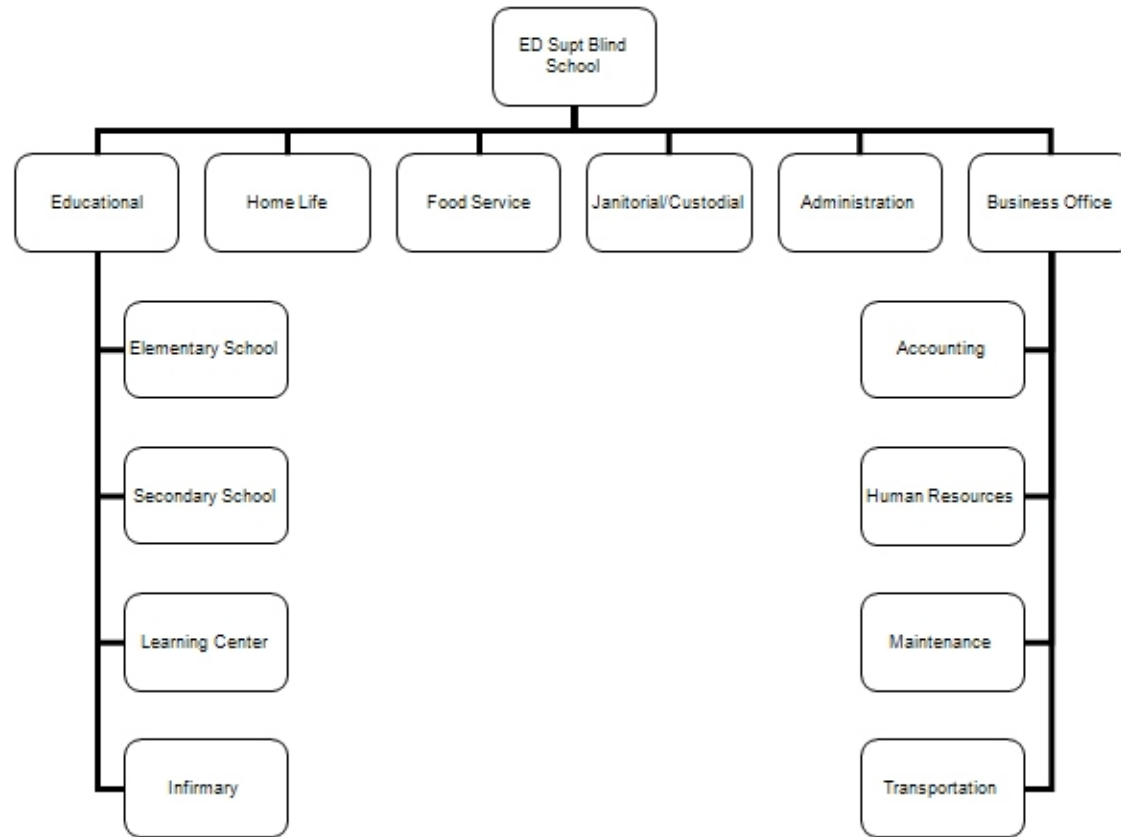 ED Supt Blind
School
Educational
Home Life
Food Service
Janitorial/Custodial
Administration
Business Office
Elementary School
Accounting
Secondary School
Human Resources
Learning Center
Maintenance
Infirmary
Transportation